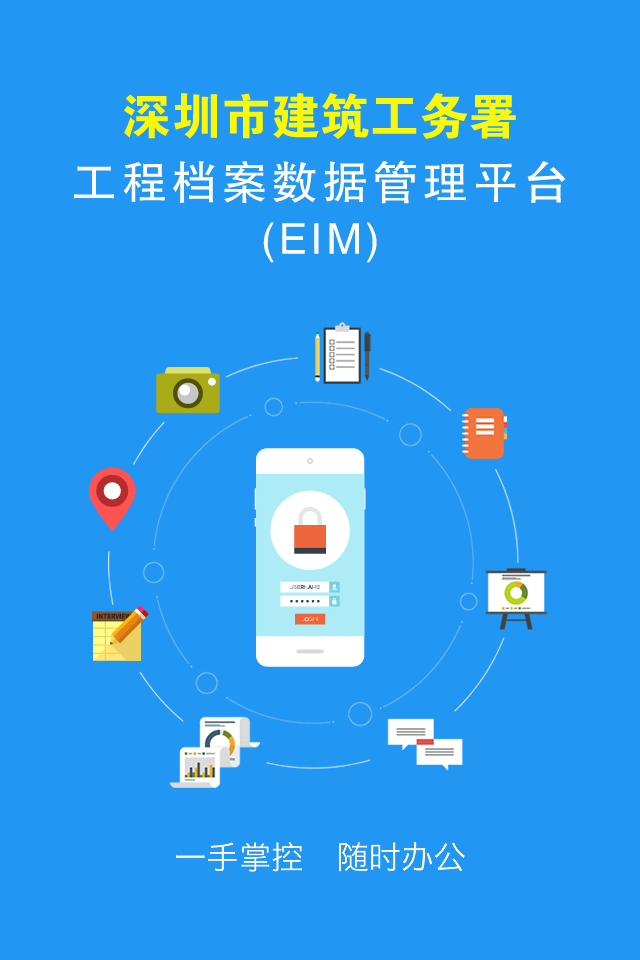 深圳市建筑工务署
工程档案数据管理平台
(EIM)
INTERVIEW
USERNAME
LOGIN
一手掌控 随时办公